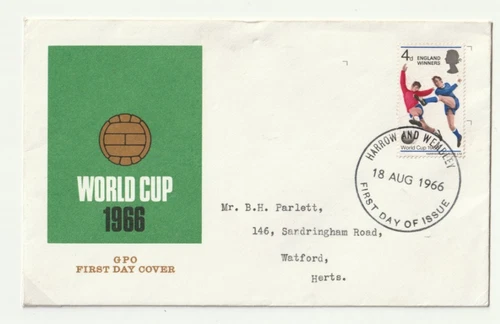 4d ENGLAND
WINNERS
World Cup 1966
HARROW AND WEMBLEY
18 AUG 1966
FIRST DAY OF ISSUE
WORLD CUP
1966
GPO
FIRST DAY COVER
Mr. B.H. Parlett,
146, Sardringham Road,
Watford,
Herts.